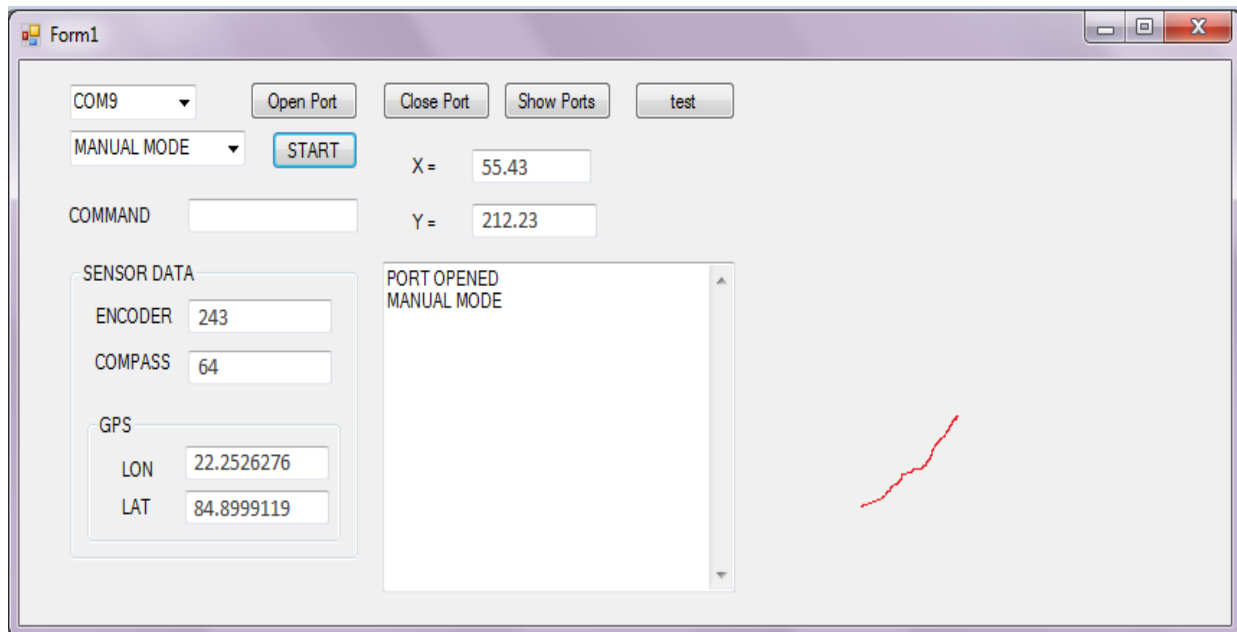 Form1
COM9 Open Port Close Port Show Ports test
MANUAL MODE START
X = 55.43
COMMAND
Y = 212.23
SENSOR DATA
ENCODER 243
COMPASS 64
GPS
LON 22.2526276
LAT 84.8999119
PORT OPENED
MANUAL MODE